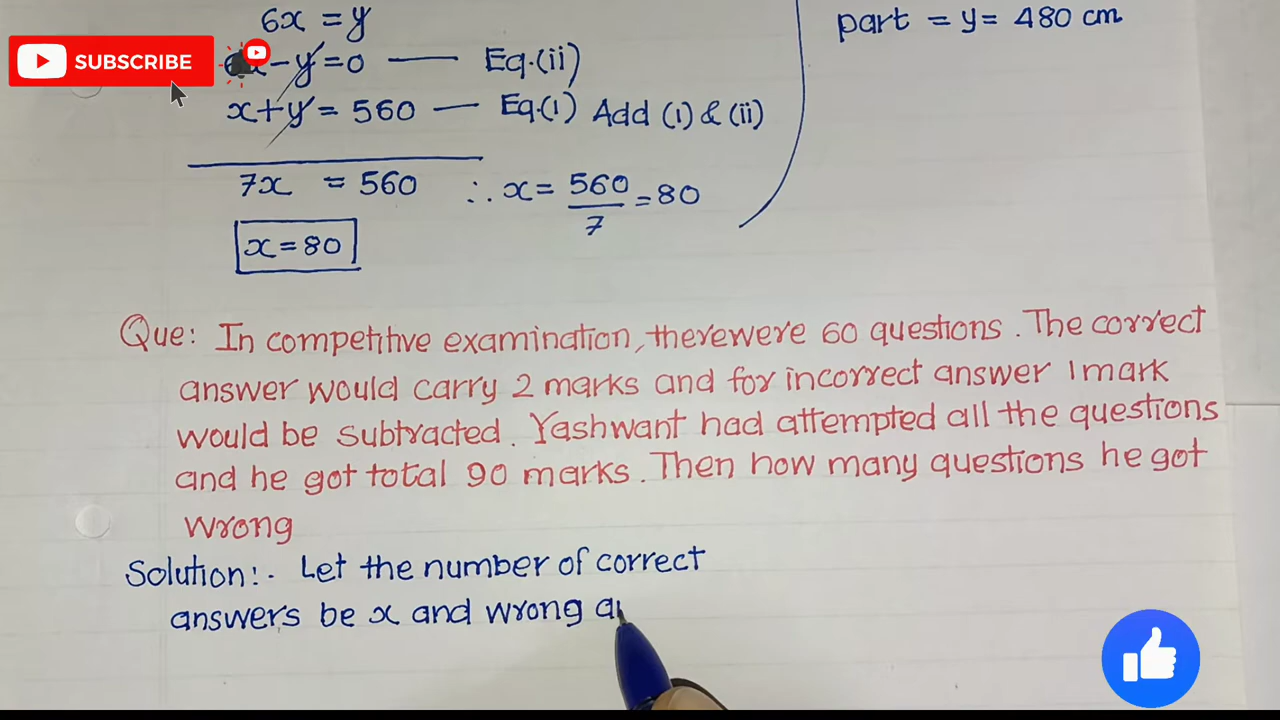 6x = y
part = y = 480 cm
SUBSCRIBE
x - y = 0 — Eq.(ii)
x + y = 560 — Eq.(1) Add (1) & (ii)
7x = 560 ∴ x = 560/7 = 80
x = 80
Que: In competitive examination, there were 60 questions. The correct
answer would carry 2 marks and for incorrect answer 1 mark
would be subtracted. Yashwant had attempted all the questions
and he got total 90 marks. Then how many questions he got
wrong
Solution:- Let the number of correct
answers be x and wrong